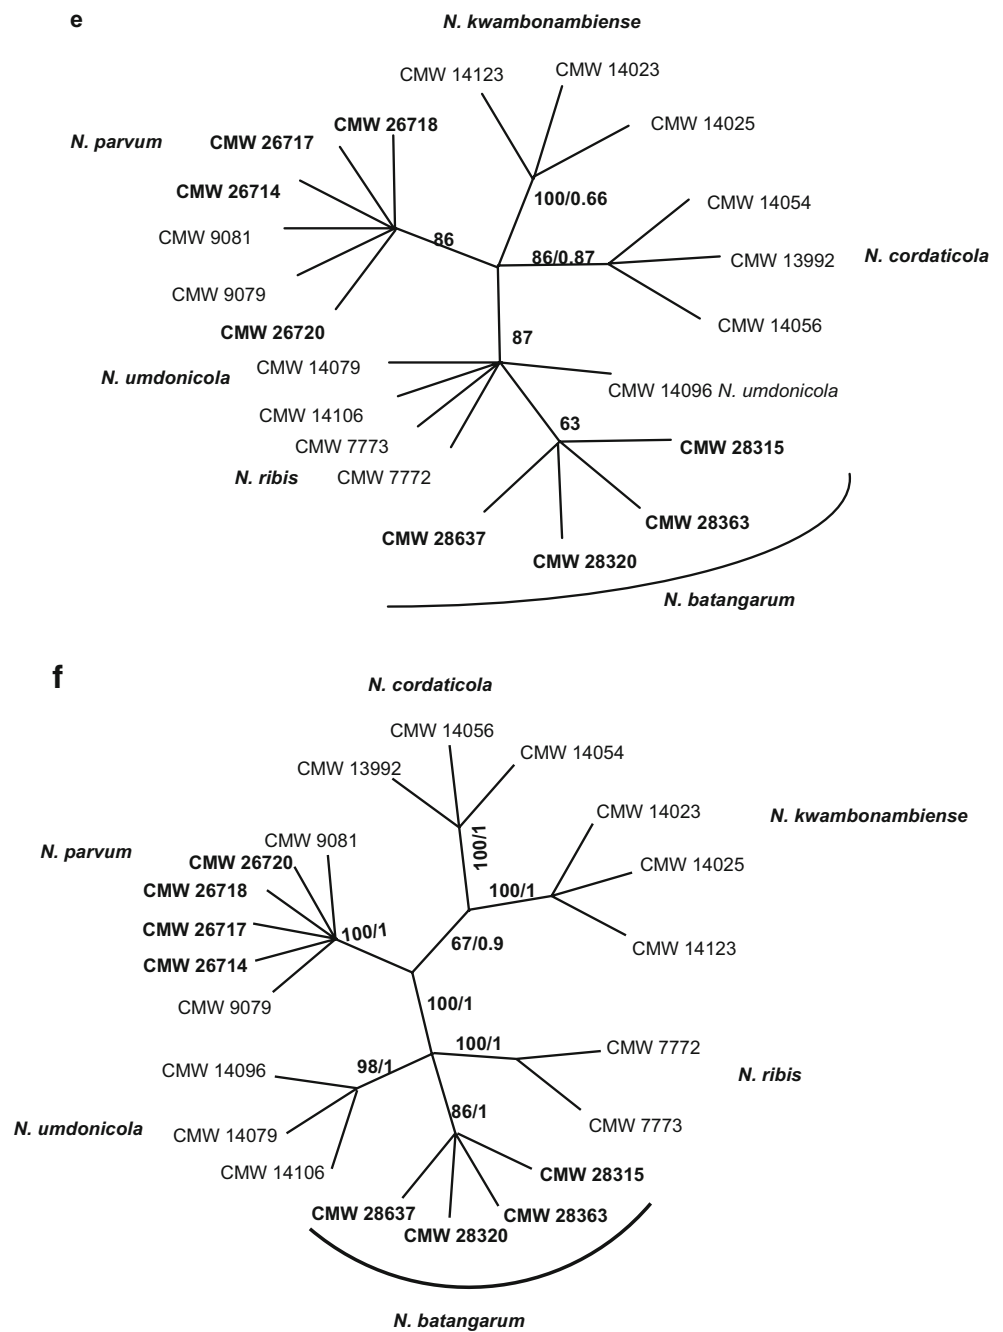 e
N. kwambonambiense
CMW 14123
CMW 14023
CMW 14025
CMW 26718
N. parvum
CMW 26717
CMW 26714
100/0.66
CMW 14054
CMW 9081
86
86/0.87
CMW 13992
N. cordaticola
CMW 9079
CMW 14056
CMW 26720
87
N. umdonicola
CMW 14079
CMW 14096 N. umdonicola
CMW 14106
63
CMW 7773
CMW 28315
N. ribis
CMW 7772
CMW 28363
CMW 28637
CMW 28320
N. batangarum
f
N. cordaticola
CMW 14056
CMW 14054
CMW 13992
CMW 14023
N. kwambonambiense
CMW 9081
N. parvum
CMW 26720
100/1
CMW 14025
CMW 26718
100/1
CMW 26717
100/1
67/0.9
CMW 14123
CMW 26714
CMW 9079
100/1
100/1
CMW 7772
98/1
CMW 14096
N. ribis
86/1
N. umdonicola
CMW 14079
CMW 7773
CMW 14106
CMW 28315
CMW 28637
CMW 28363
CMW 28320
N. batangarum